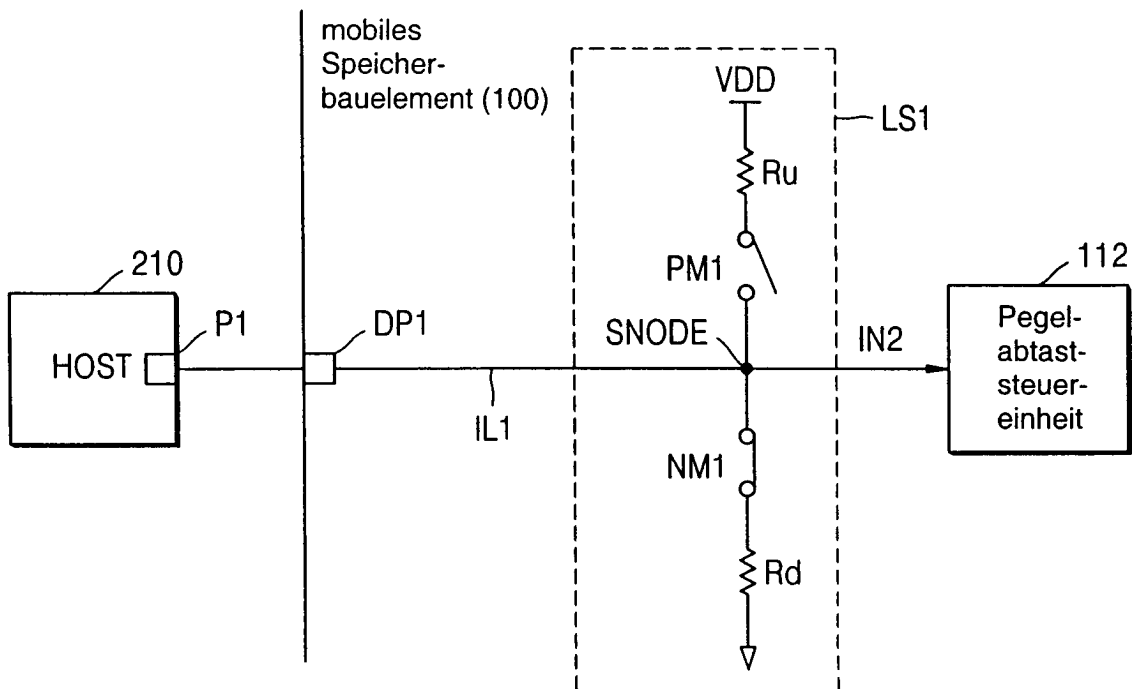 mobiles
Speicher-
bauelement (100)
VDD
LS1
Ru
210
PM1
112
P1
DP1
SNODE
IN2
HOST
Pegel-
abtast-
steuer-
einheit
IL1
NM1
Rd